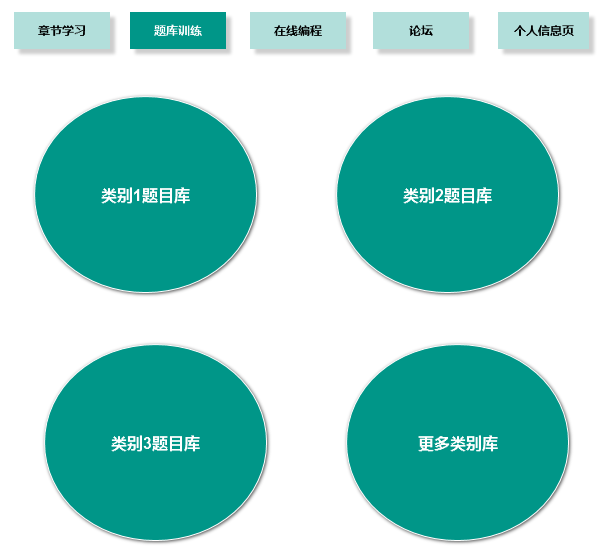 章节学习
题库训练
在线编程
论坛
个人信息页
类别1题目库
类别2题目库
类别3题目库
更多类别库